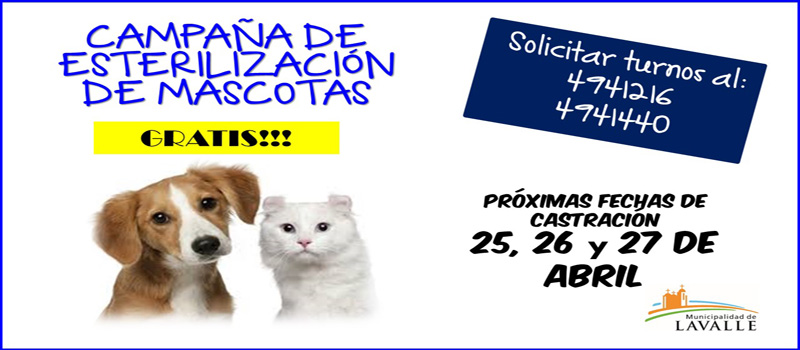 CAMPAÑA DE
ESTERILIZACIÓN
DE MASCOTAS
GRATIS!!!
Solicitar turnos al:
4941216
4941440
PRÓXIMAS FECHAS DE
CASTRACIÓN
25, 26 y 27 DE
ABRIL
Municipalidad de
LAVALLE